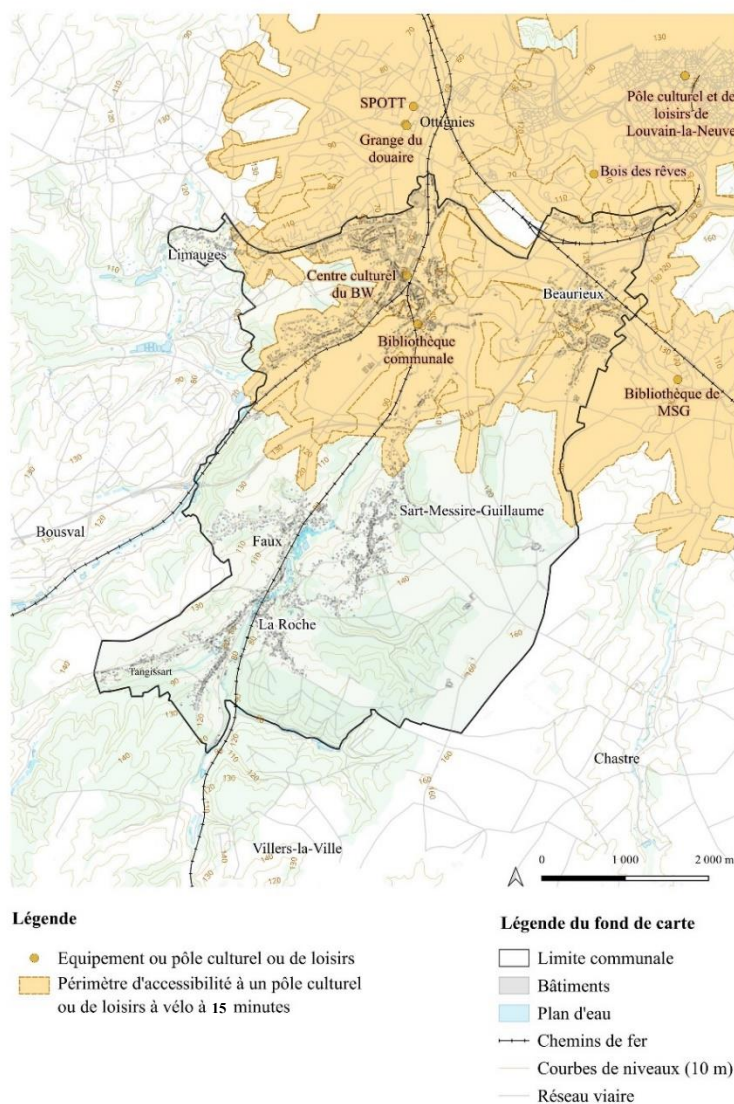 SPOTT
Ottignies
Grange du
douaire
Pôle culturel et de
loisirs de
Louvain-la-Neuve
Bois des rêves
Limauges
Centre culturel
du BW
Beaurieux
Bibliothèque
communale
Bibliothèque de
MSG
Bousval
Faux
Sart-Messire-Guillaume
La Roche
Tangissart
Chastre
Villers-la-Ville
0 1 000 2 000 m
Légende
Equipement ou pôle culturel ou de loisirs
Périmètre d'accessibilité à un pôle culturel
ou de loisirs à vélo à 15 minutes
Légende du fond de carte
Limite communale
Bâtiments
Plan d'eau
Chemins de fer
Courbes de niveaux (10 m)
Réseau viaire